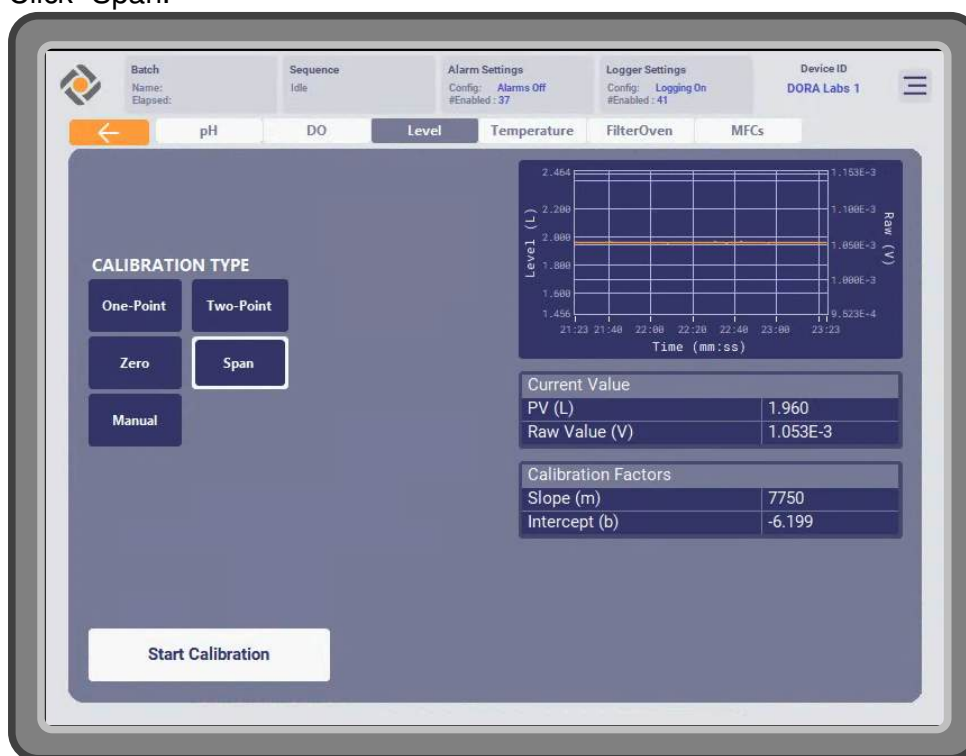 Click "Span.
Batch
Name:
Elapsed:
Sequence
Idle
Alarm Settings
Config: Alarms Off
#Enabled : 37
Logger Settings
Config: Logging On
#Enabled : 41
Device ID
DORA Labs 1
pH DO Level Temperature FilterOven MFCs
CALIBRATION TYPE
One-Point Two-Point
Zero Span
Manual
Start Calibration
Level (L)
2.464
2.200
2.000
1.800
1.600
1.456
1.153E-3
1.100E-3
1.050E-3
1.000E-3
9.523E-4
Raw (V)
21:23 21:40 22:00 22:20 22:40 23:00 23:23
Time (mm:ss)
Current Value
PV (L) 1.960
Raw Value (V) 1.053E-3
Calibration Factors
Slope (m) 7750
Intercept (b) -6.199